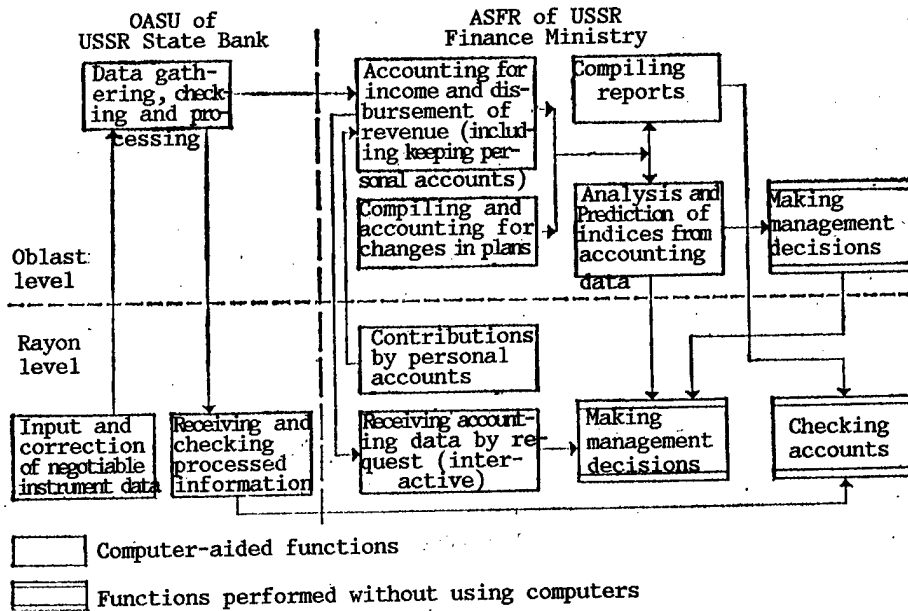 OASU of
USSR State Bank
ASFR of USSR
Finance Ministry
Data gath-
ering, check-
ing and pro-
cessing
Accounting for
income and dis-
bursement of
revenue (includ-
ing keeping per-
sonal accounts)
Compiling
reports
Compiling and
accounting for
changes in plans
Analysis and
Prediction of
indices from
accounting
data
Making
management
decisions
Oblast
level
Rayon
level
Contributions
by personal
accounts
Input and
correction
of negotiable
instrument data
Receiving and
checking
processed
information
Receiving account-
ing data by re-
quest (inter-
active)
Making
management
decisions
Checking
accounts
Computer-aided functions
Functions performed without using computers